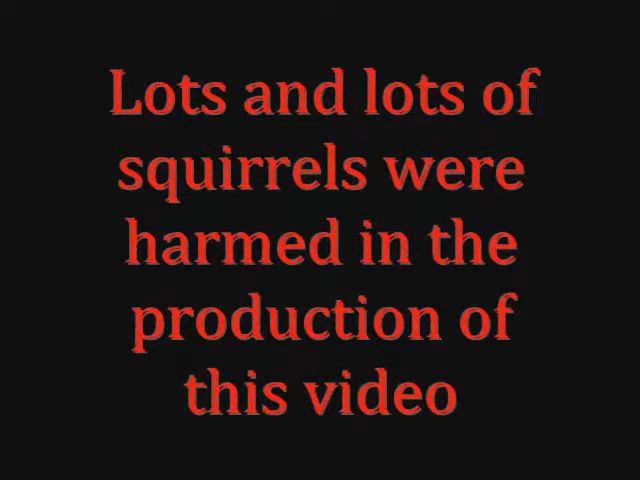 Lots and lots of
squirrels were
harmed in the
production of
this video